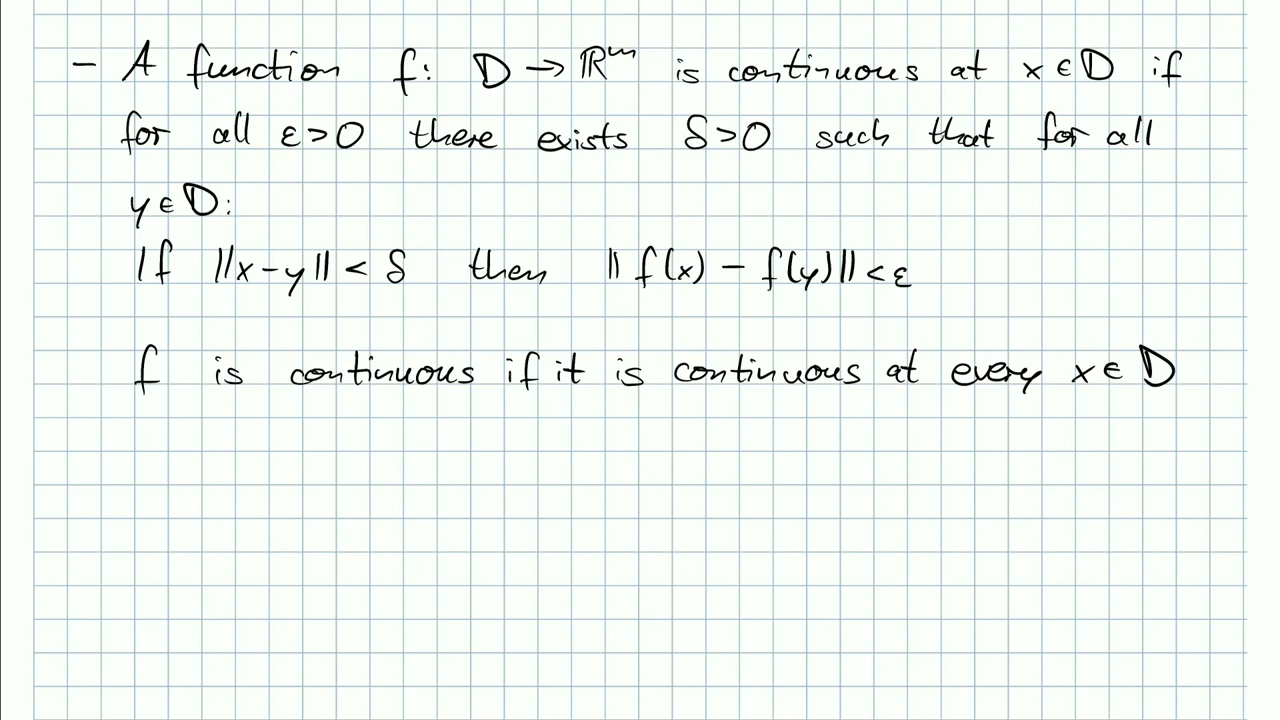 - A function f: D → ℝᵐ is continuous at x ∈ D if
for all ε > 0 there exists δ > 0 such that for all
y ∈ D:
If ||x - y|| < δ then || f(x) - f(y)|| < ε
f is continuous if it is continuous at every x ∈ D